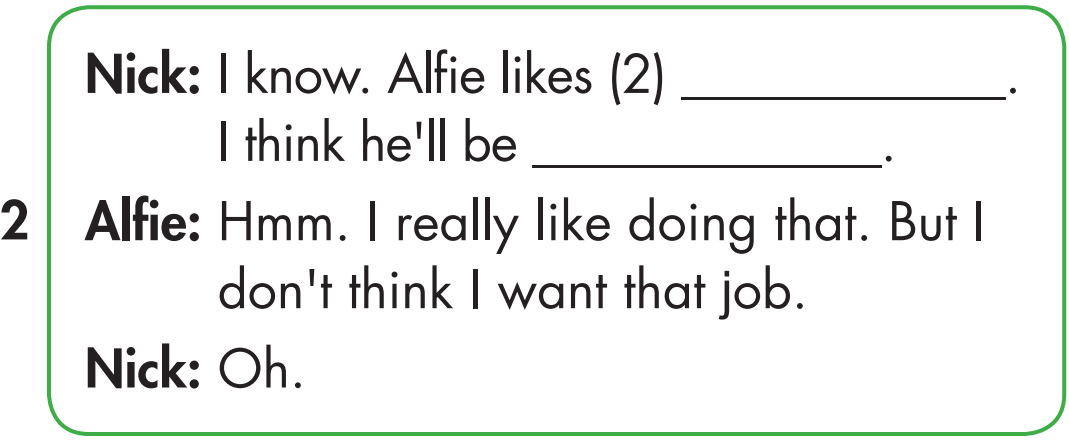 Nick: I know. Alfie likes (2) ____________.
I think he'll be ____________.
2 Alfie: Hmm. I really like doing that. But I
don't think I want that job.
Nick: Oh.